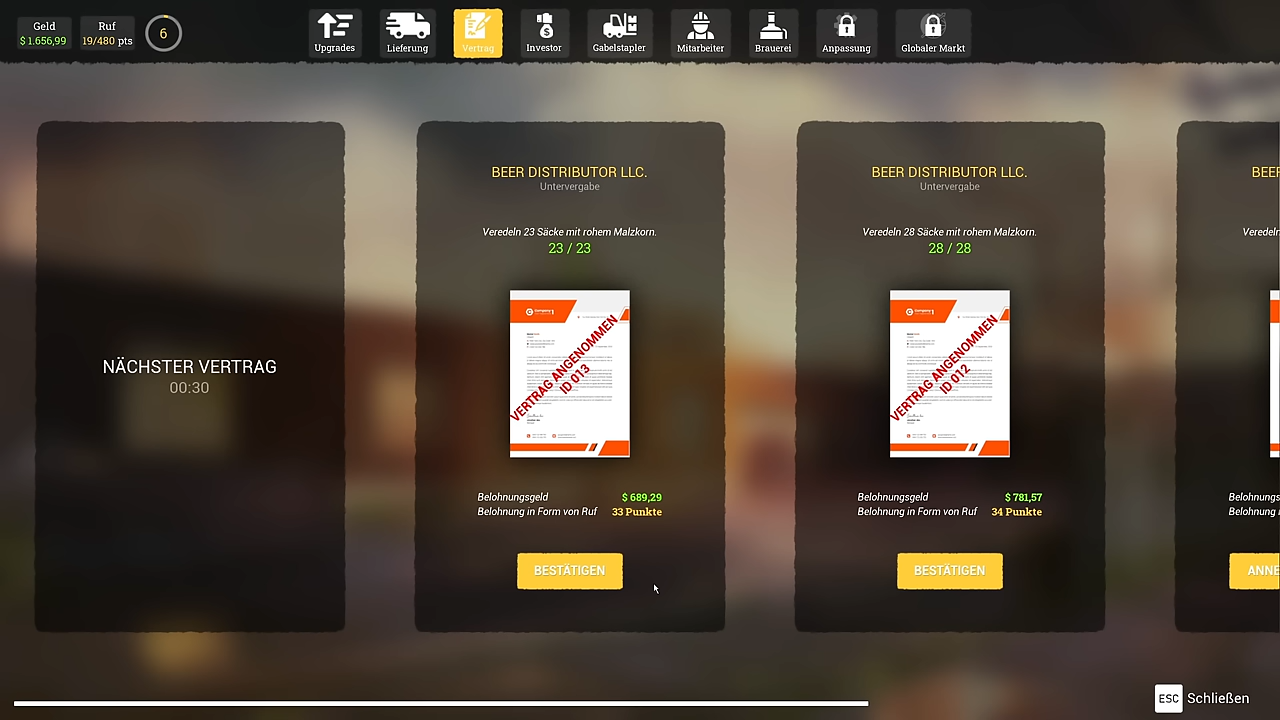 Geld
$ 1.656,99
Ruf
19/480 pts
6
Upgrades
Lieferung
Vertrag
Investor
Gabelstapler
Mitarbeiter
Brauerei
Anpassung
Globaler Markt
NÄCHSTER VERTRAG
00:30
BEER DISTRIBUTOR LLC.
Untervergabe
Veredeln 23 Säcke mit rohem Malzkorn.
23 / 23
VERTRAG ANGENOMMEN
ID 013
Belohnungsgeld $ 689,29
Belohnung in Form von Ruf 33 Punkte
BESTÄTIGEN
BEER DISTRIBUTOR LLC.
Untervergabe
Veredeln 28 Säcke mit rohem Malzkorn.
28 / 28
VERTRAG ANGENOMMEN
ID 012
Belohnungsgeld $ 781,57
Belohnung in Form von Ruf 34 Punkte
BESTÄTIGEN
ESC Schließen